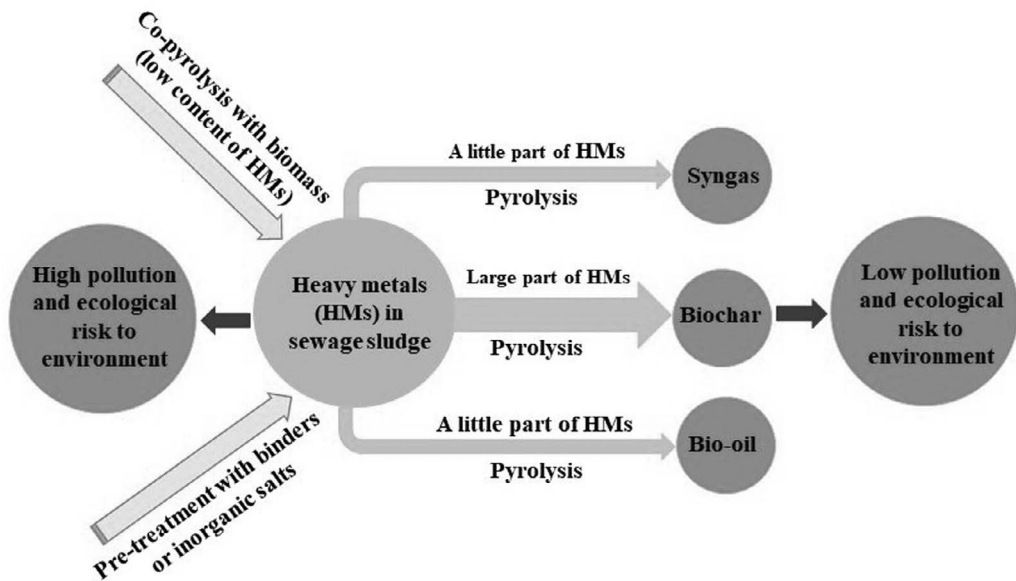 Co-pyrolysis with biomass
(low content of HMs)
A little part of HMs
Pyrolysis
Syngas
High pollution
and ecological
risk to
environment
Heavy metals
(HMs) in
sewage sludge
Large part of HMs
Pyrolysis
Biochar
Low pollution
and ecological
risk to
environment
A little part of HMs
Pyrolysis
Bio-oil
Pre-treatment with binders
or inorganic salts